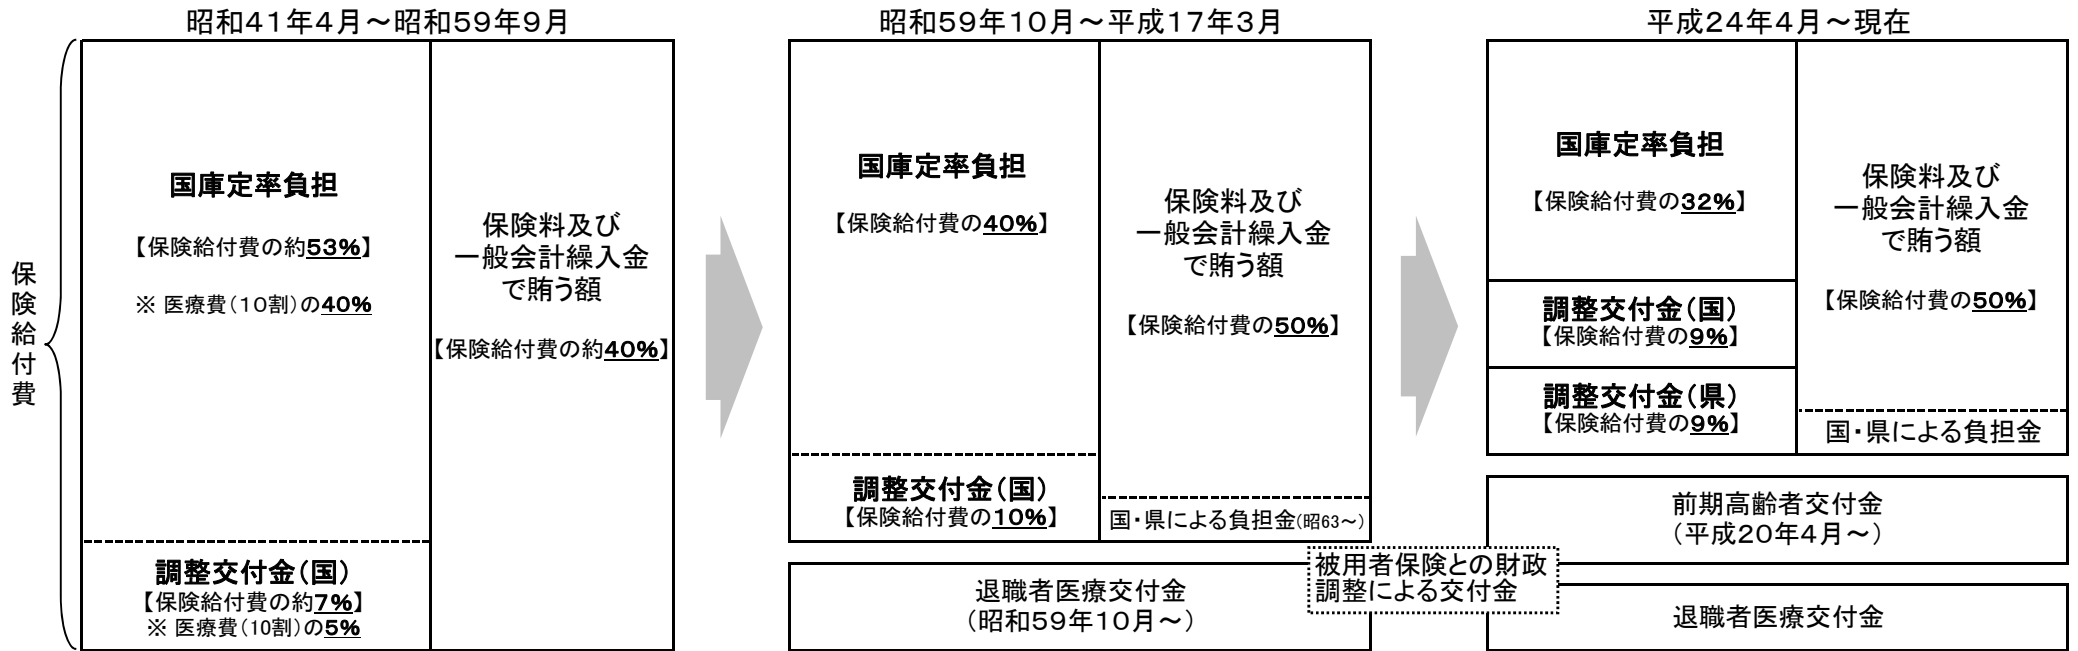 昭和41年4月～昭和59年9月
保険給付費
国庫定率負担
【保険給付費の約53%】
※ 医療費（10割）の40%
調整交付金（国）
【保険給付費の約7%】
※ 医療費（10割）の5%
保険料及び
一般会計繰入金
で賄う額
【保険給付費の約40%】
昭和59年10月～平成17年3月
国庫定率負担
【保険給付費の40%】
調整交付金（国）
【保険給付費の10%】
保険料及び
一般会計繰入金
で賄う額
【保険給付費の50%】
国・県による負担金（昭63～）
退職者医療交付金
（昭和59年10月～）
被用者保険との財政
調整による交付金
平成24年4月～現在
国庫定率負担
【保険給付費の32%】
調整交付金（国）
【保険給付費の9%】
調整交付金（県）
【保険給付費の9%】
保険料及び
一般会計繰入金
で賄う額
【保険給付費の50%】
国・県による負担金
前期高齢者交付金
（平成20年4月～）
退職者医療交付金